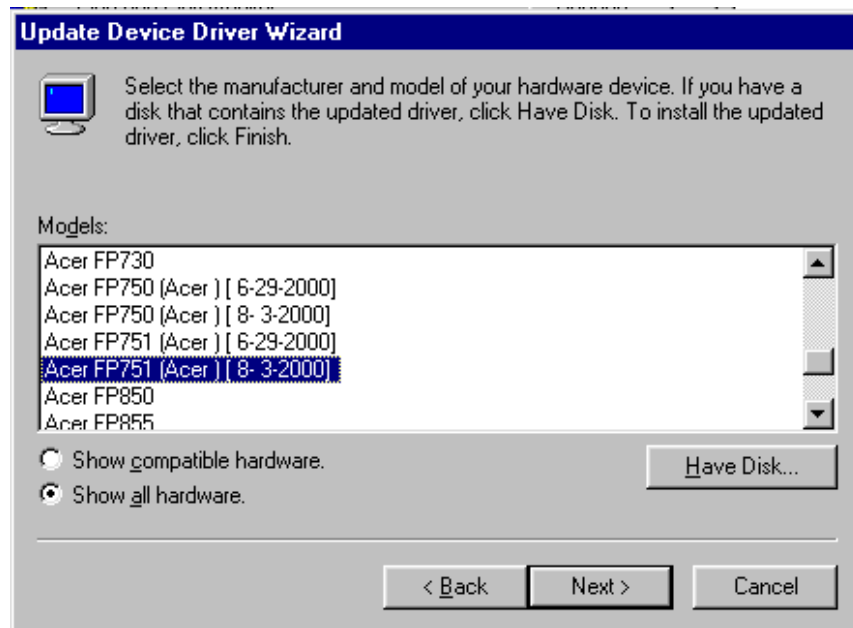 Update Device Driver Wizard
Select the manufacturer and model of your hardware device. If you have a
disk that contains the updated driver, click Have Disk. To install the updated
driver, click Finish.
Models:
Acer FP730
Acer FP750 (Acer ) [ 6-29-2000]
Acer FP750 (Acer ) [ 8- 3-2000]
Acer FP751 (Acer ) [ 6-29-2000]
Acer FP751 (Acer ) [ 8- 3-2000]
Acer FP850
Acer FP855
Show compatible hardware.
Have Disk...
Show all hardware.
< Back
Next >
Cancel